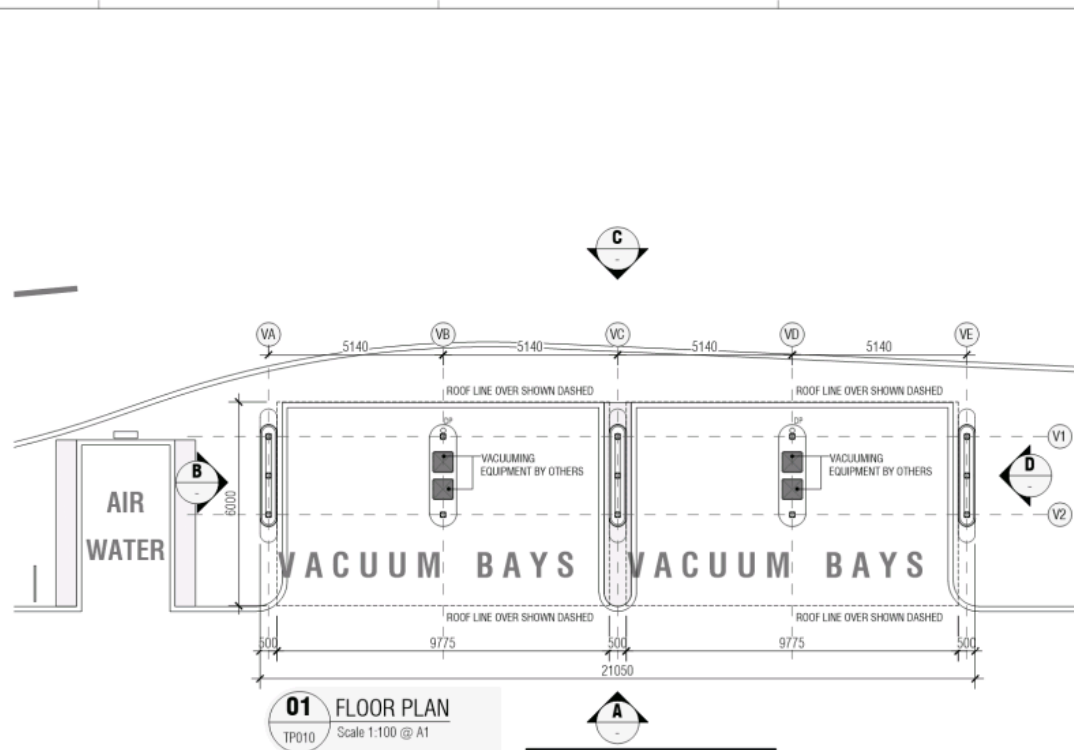 C
-
VA
VB
VC
VD
VE
5140
5140
5140
5140
ROOF LINE OVER SHOWN DASHED
ROOF LINE OVER SHOWN DASHED
DP
DP
V1
VACUUMING
EQUIPMENT BY OTHERS
VACUUMING
EQUIPMENT BY OTHERS
B
-
D
-
AIR
WATER
6000
V2
VACUUM BAYS
VACUUM BAYS
ROOF LINE OVER SHOWN DASHED
ROOF LINE OVER SHOWN DASHED
500
9775
500
9775
500
21050
01
FLOOR PLAN
TP010
Scale 1:100 @ A1
A
-